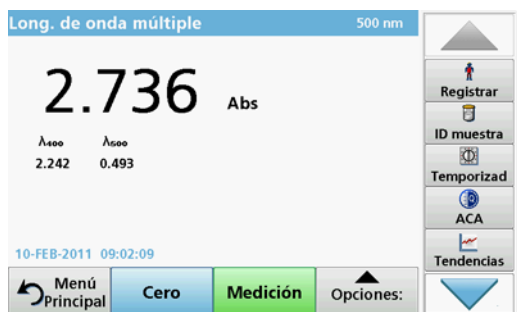 Long. de onda múltiple 500 nm
2.736 Abs
λ400 λ500
2.242 0.493
10-FEB-2011 09:02:09
Menú Principal
Cero
Medición
Opciones:
Registrar
ID muestra
Temporizad
ACA
Tendencias